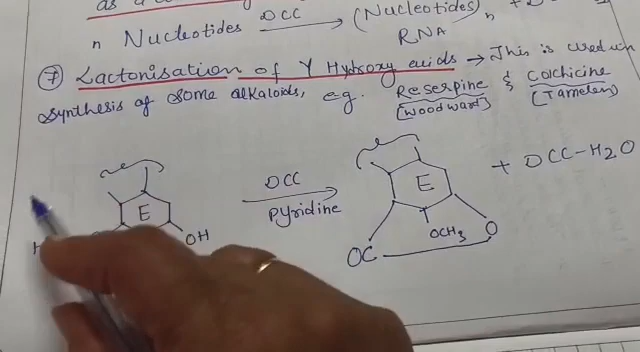 as a
n Nucleotides DCC → (Nucleotides)n + D
RNA
⑦ Lactonisation of γ Hydroxy acids → This is used in
synthesis of some alkaloids, e.g. Reserpine & Colchicine
(Woodward) (Tamelen)
E OH
DCC
Pyridine
E OCH3 O OC
+ DCC-H2O